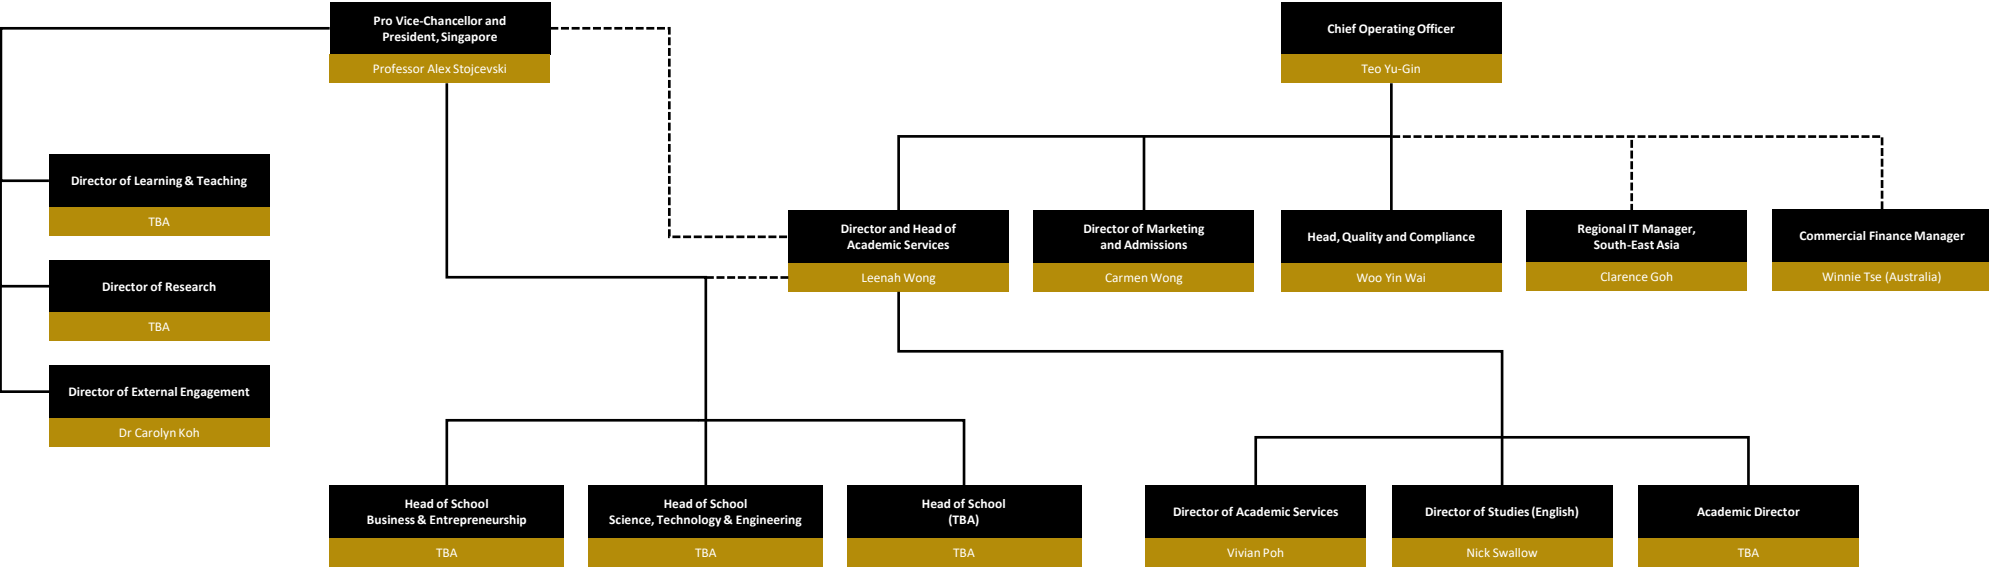 Pro Vice-Chancellor and
President, Singapore
Professor Alex Stojcevski
Chief Operating Officer
Teo Yu-Gin
Director of Learning & Teaching
TBA
Director of Research
TBA
Director of External Engagement
Dr Carolyn Koh
Director and Head of
Academic Services
Leenah Wong
Director of Marketing
and Admissions
Carmen Wong
Head, Quality and Compliance
Woo Yin Wai
Regional IT Manager,
South-East Asia
Clarence Goh
Commercial Finance Manager
Winnie Tse (Australia)
Head of School
Business & Entrepreneurship
TBA
Head of School
Science, Technology & Engineering
TBA
Head of School
(TBA)
TBA
Director of Academic Services
Vivian Poh
Director of Studies (English)
Nick Swallow
Academic Director
TBA